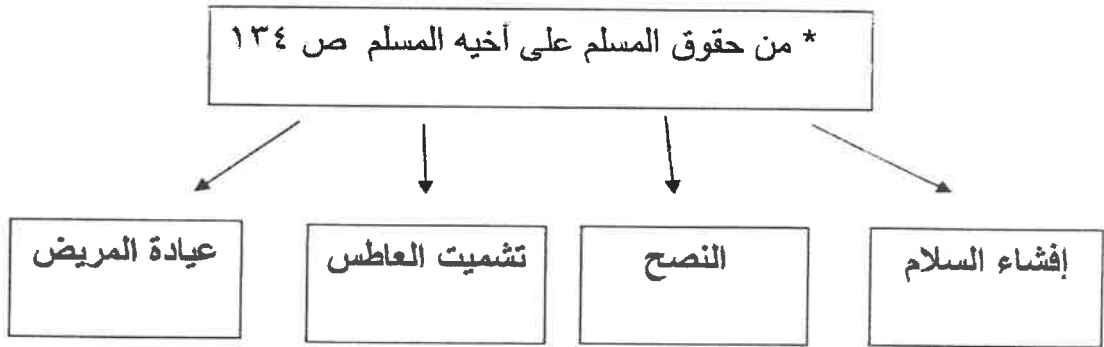 * من حقوق المسلم على أخيه المسلم ص ١٣٤
إفشاء السلام
النصح
تشميت العاطس
عيادة المريض